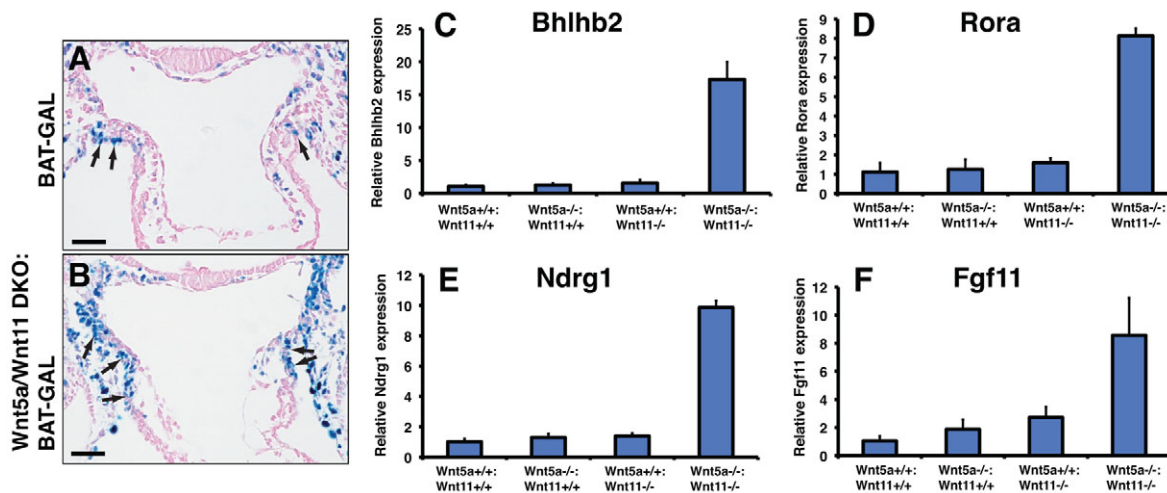 A
BAT-GAL
B
Wnt5a/Wnt11 DKO:
BAT-GAL
C
Bhlhb2
Relative Bhlhb2 expression
25
20
15
10
5
0
Wnt5a+/+: Wnt5a-/-: Wnt5a+/+: Wnt5a-/-:
Wnt11+/+ Wnt11+/+ Wnt11-/- Wnt11-/-
D
Rora
Relative Rora expression
9
8
7
6
5
4
3
2
1
0
Wnt5a+/+: Wnt5a-/-: Wnt5a+/+: Wnt5a-/-:
Wnt11+/+ Wnt11+/+ Wnt11-/- Wnt11-/-
E
Ndrg1
Relative Ndrg1 expression
12
10
8
6
4
2
0
Wnt5a+/+: Wnt5a-/-: Wnt5a+/+: Wnt5a-/-:
Wnt11+/+ Wnt11+/+ Wnt11-/- Wnt11-/-
F
Fgf11
Relative Fgf11 expression
12
10
8
6
4
2
0
Wnt5a+/+: Wnt5a-/-: Wnt5a+/+: Wnt5a-/-:
Wnt11+/+ Wnt11+/+ Wnt11-/- Wnt11-/-